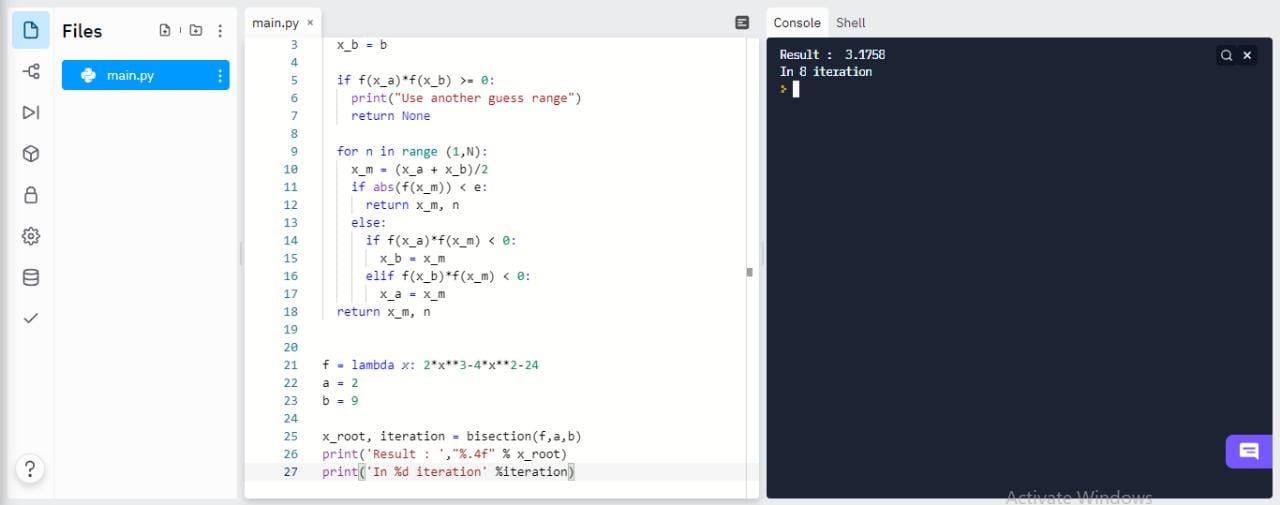 Files
main.py
main.py ×
3 x_b = b
4
5 if f(x_a)*f(x_b) >= 0:
6 print("Use another guess range")
7 return None
8
9 for n in range (1,N):
10 x_m = (x_a + x_b)/2
11 if abs(f(x_m)) < e:
12 return x_m, n
13 else:
14 if f(x_a)*f(x_m) < 0:
15 x_b = x_m
16 elif f(x_b)*f(x_m) < 0:
17 x_a = x_m
18 return x_m, n
19
20
21 f = lambda x: 2*x**3-4*x**2-24
22 a = 2
23 b = 9
24
25 x_root, iteration = bisection(f,a,b)
26 print('Result : ',"%.4f" % x_root)
27 print('In %d iteration' %iteration)
Console Shell
Result :  3.1758
In 8 iteration
Activate Windows